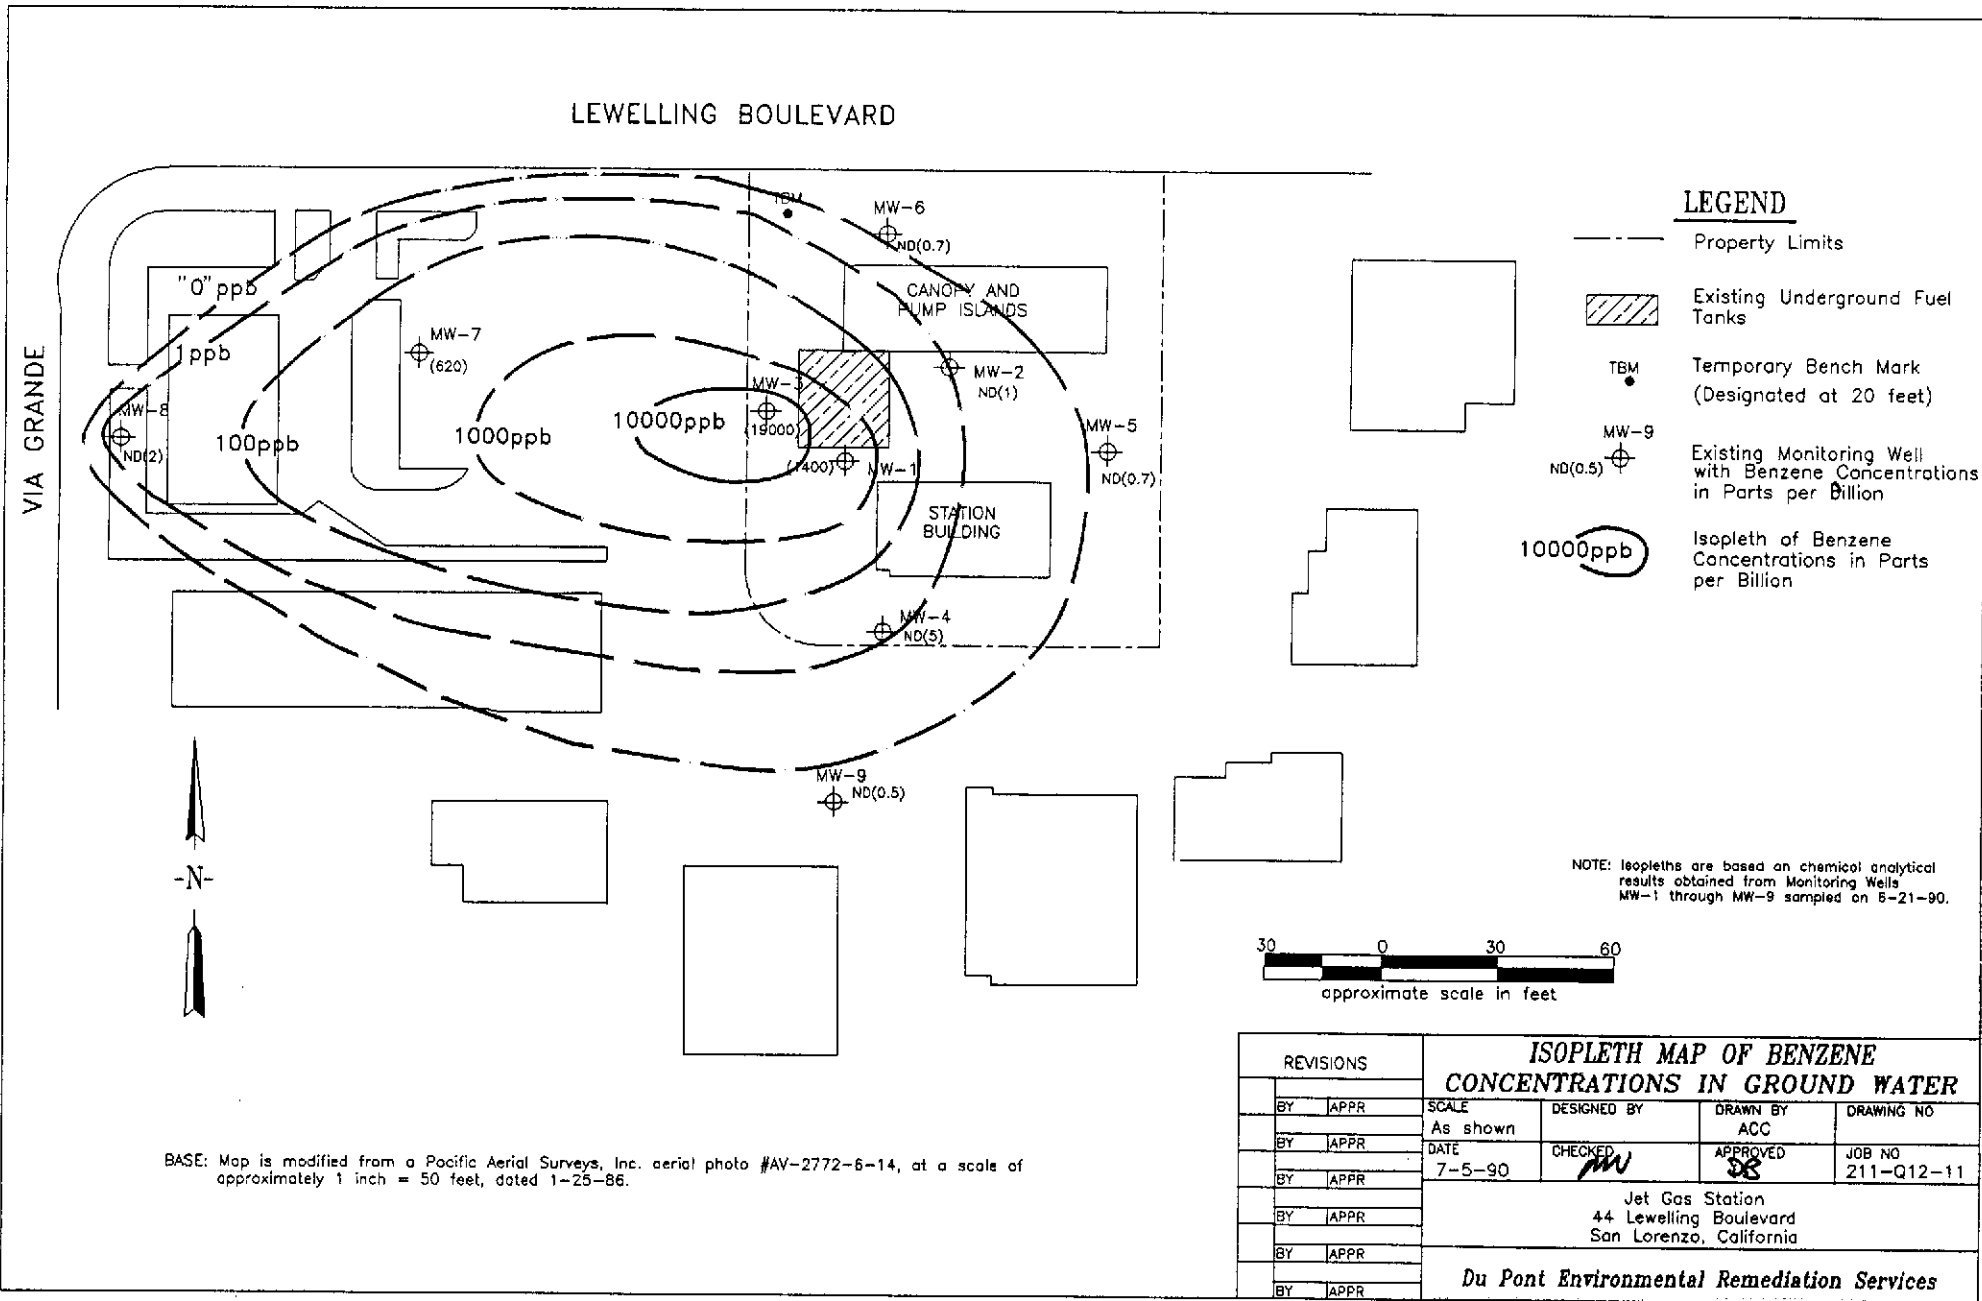 LEWELLING BOULEVARD
VIA GRANDE
TBM
MW-6
ND(0.7)
"0" ppb
CANOPY AND
PUMP ISLANDS
1ppb
MW-7
(620)
MW-2
ND(1)
MW-3
(19000)
MW-8
ND(2)
100ppb
1000ppb
10000ppb
MW-5
ND(0.7)
(1400)
MW-1
STATION
BUILDING
MW-4
ND(5)
MW-9
ND(0.5)
-N-
LEGEND
Property Limits
Existing Underground Fuel
Tanks
TBM
Temporary Bench Mark
(Designated at 20 feet)
MW-9
ND(0.5)
Existing Monitoring Well
with Benzene Concentrations
in Parts per Billion
10000ppb
Isopleth of Benzene
Concentrations in Parts
per Billion
NOTE: Isopleths are based on chemical analytical
results obtained from Monitoring Wells
MW-1 through MW-9 sampled on 6-21-90.
30 0 30 60
approximate scale in feet
BASE: Map is modified from a Pacific Aerial Surveys, Inc. aerial photo #AV-2772-6-14, at a scale of
approximately 1 inch = 50 feet, dated 1-25-86.
REVISIONS
BY APPR
BY APPR
BY APPR
BY APPR
BY APPR
BY APPR
ISOPLETH MAP OF BENZENE
CONCENTRATIONS IN GROUND WATER
SCALE
As shown
DESIGNED BY
DRAWN BY
ACC
DRAWING NO
DATE
7-5-90
CHECKED
APPROVED
DB
JOB NO
211-Q12-11
Jet Gas Station
44 Lewelling Boulevard
San Lorenzo, California
Du Pont Environmental Remediation Services